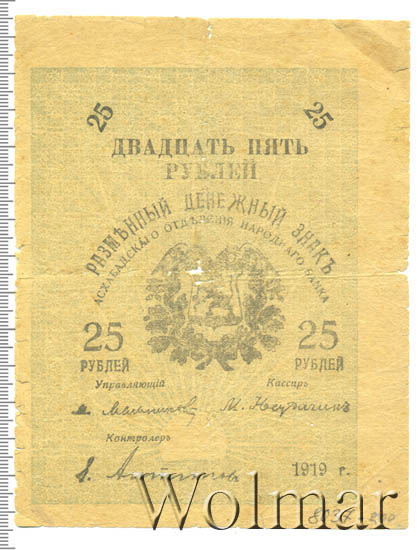 25 25
ДВАДЦАТЬ ПЯТЬ
РУБЛЕЙ
РАЗМѢННЫЙ ДЕНЕЖНЫЙ ЗНАКЪ
АСХАБАДСКАГО ОТДѢЛЕНІЯ НАРОДНАГО БАНКА
25 25
РУБЛЕЙ РУБЛЕЙ
Управляющій Кассиръ
Контролеръ
1919 г.
Wolmar